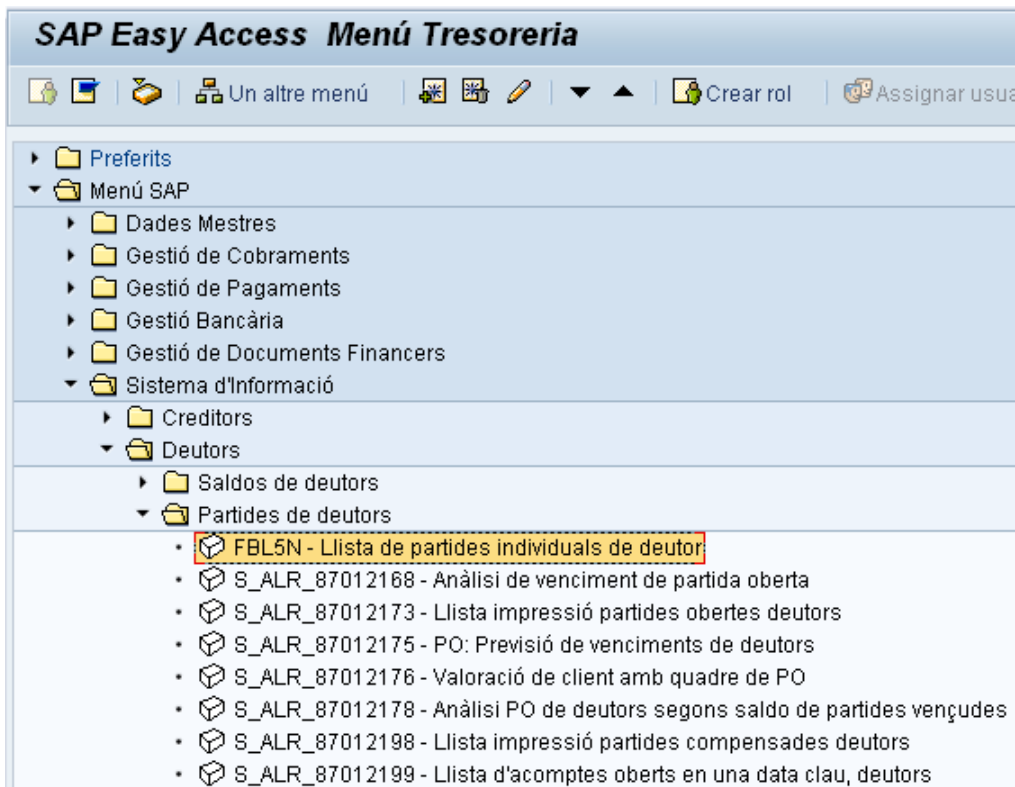 SAP Easy Access Menú Tresoreria
Un altre menú Crear rol Assignar
Preferits
Menú SAP
Dades Mestres
Gestió de Cobraments
Gestió de Pagaments
Gestió Bancària
Gestió de Documents Financers
Sistema d'Informació
Creditors
Deutors
Saldos de deutors
Partides de deutors
FBL5N - Llista de partides individuals de deutor
S_ALR_87012168 - Anàlisi de venciment de partida oberta
S_ALR_87012173 - Llista impressió partides obertes deutors
S_ALR_87012175 - PO: Previsió de venciments de deutors
S_ALR_87012176 - Valoració de client amb quadre de PO
S_ALR_87012178 - Anàlisi PO de deutors segons saldo de partides vençudes
S_ALR_87012198 - Llista impressió partides compensades deutors
S_ALR_87012199 - Llista d'acomptes oberts en una data clau, deutors